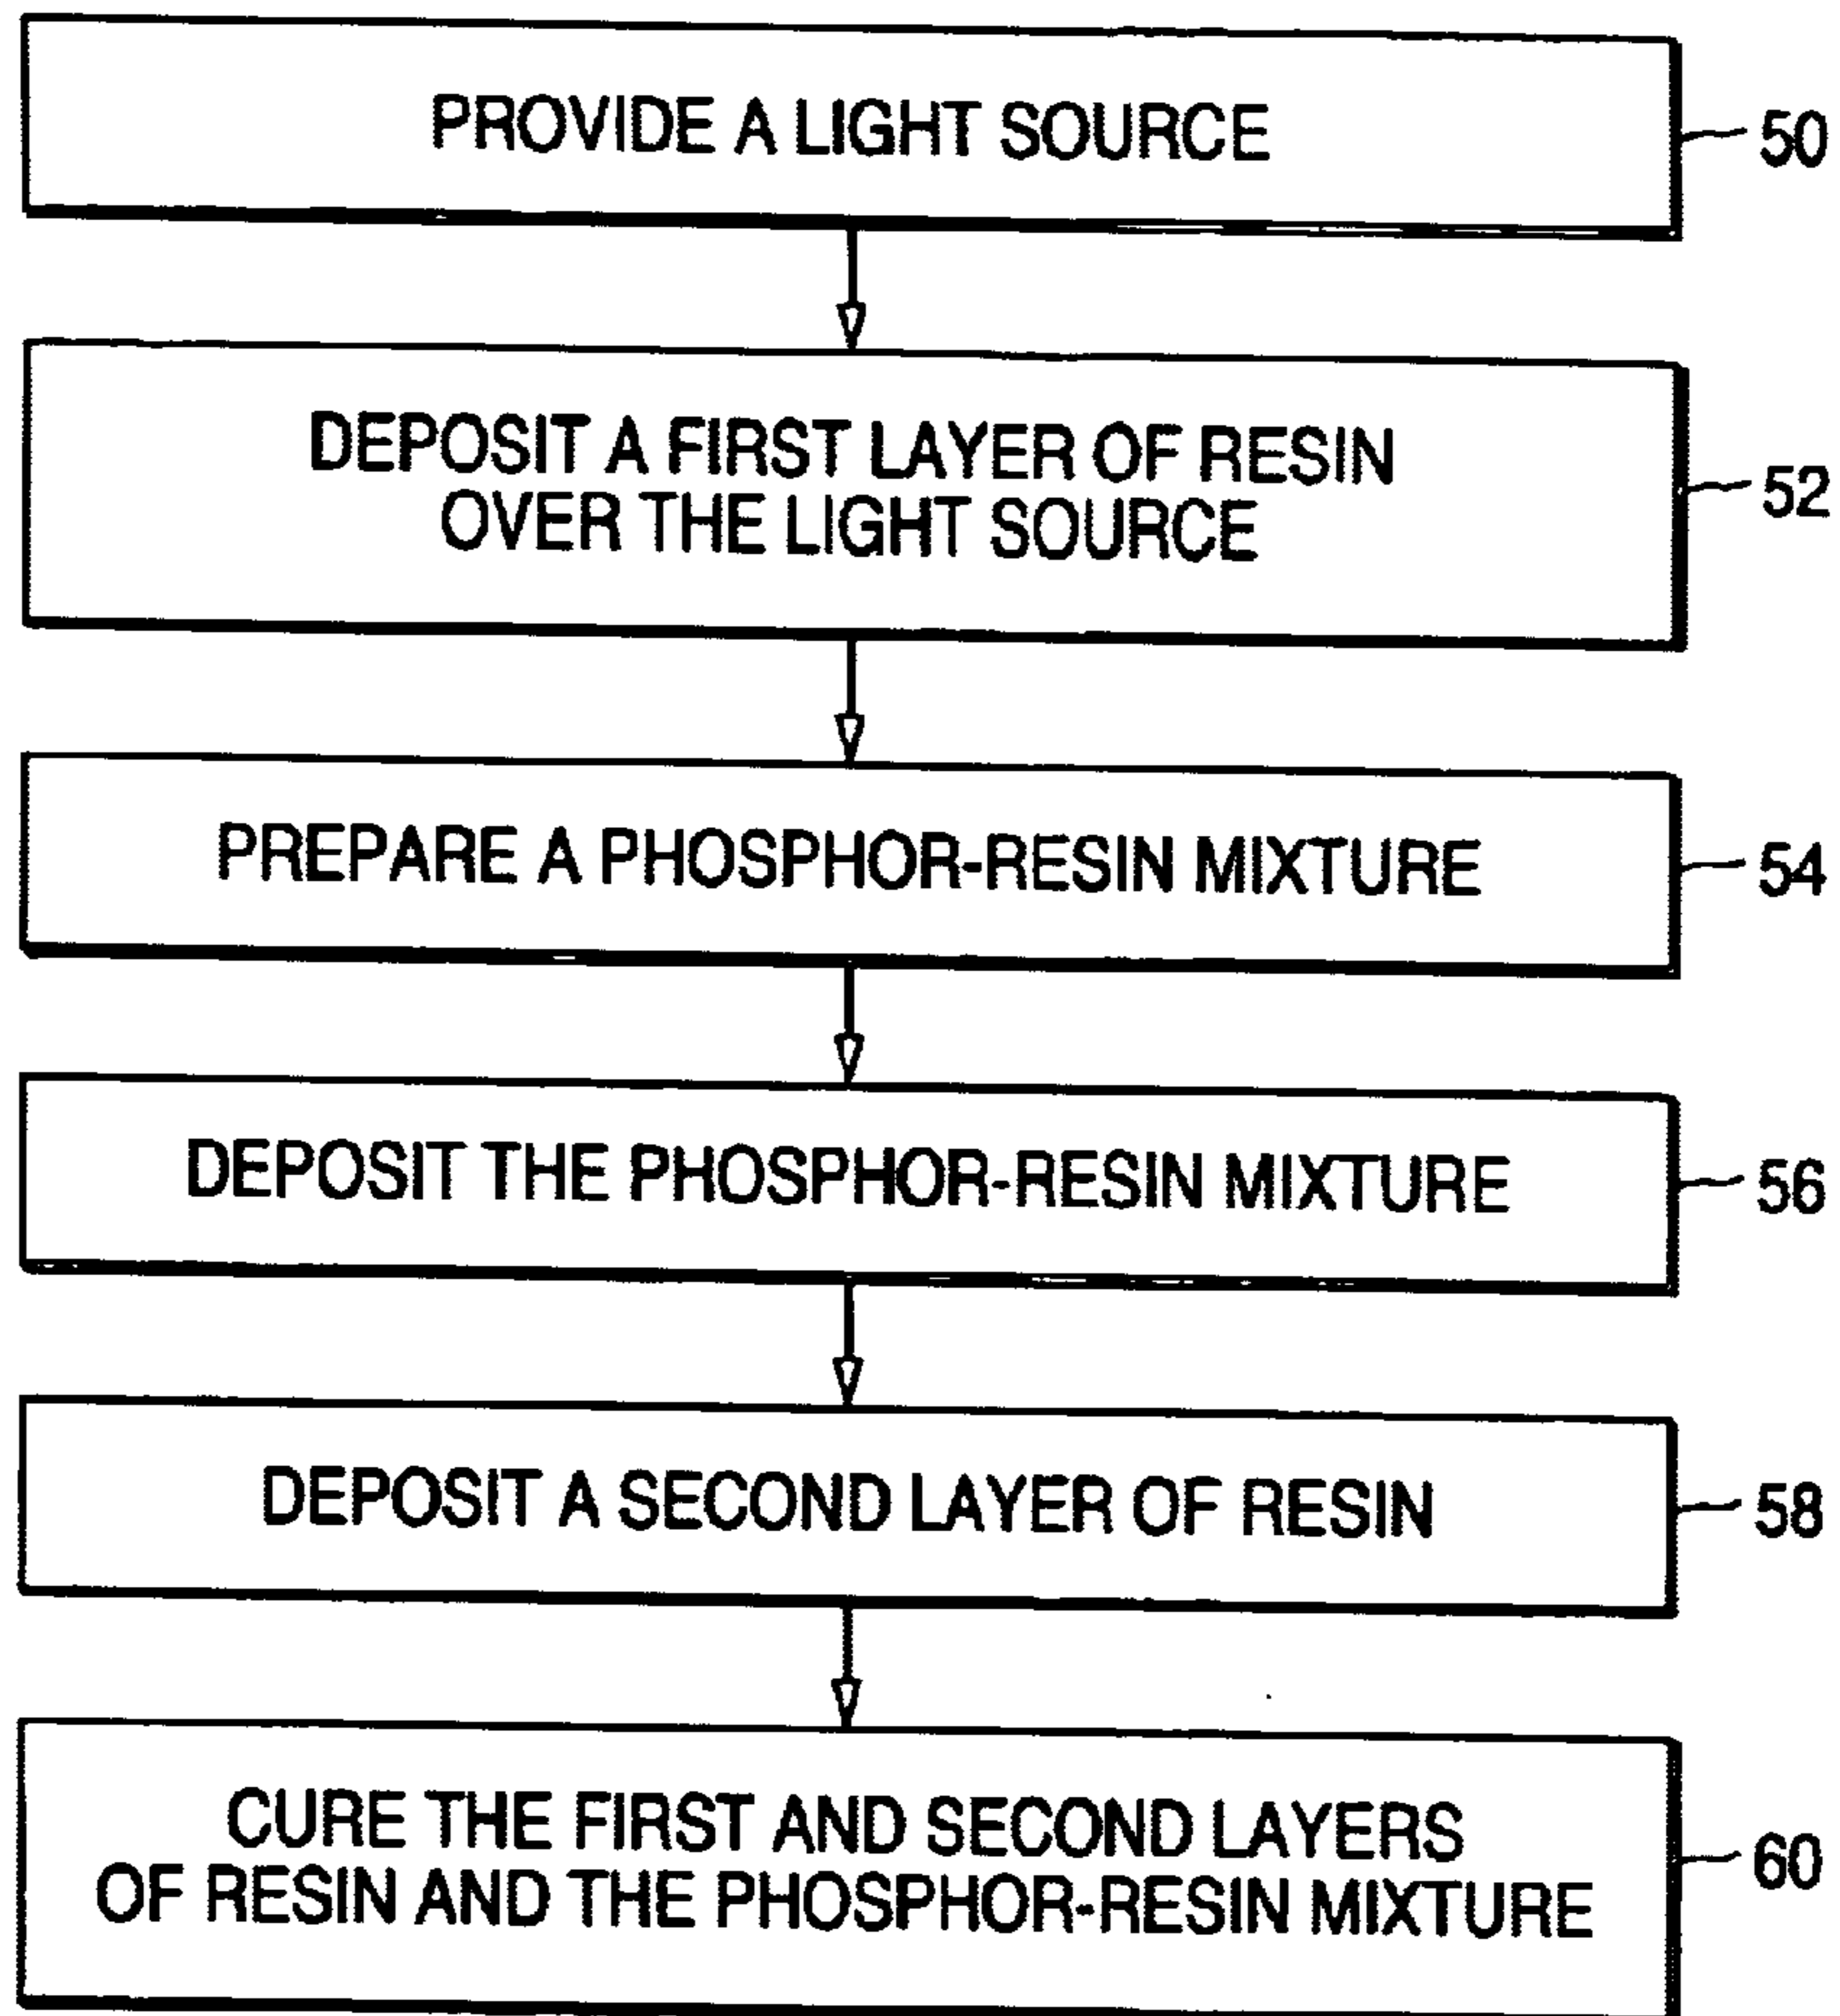 PROVIDE A LIGHT SOURCE
50
DEPOSIT A FIRST LAYER OF RESIN
OVER THE LIGHT SOURCE
52
PREPARE A PHOSPHOR-RESIN MIXTURE
54
DEPOSIT THE PHOSPHOR-RESIN MIXTURE
56
DEPOSIT A SECOND LAYER OF RESIN
58
CURE THE FIRST AND SECOND LAYERS
OF RESIN AND THE PHOSPHOR-RESIN MIXTURE
60